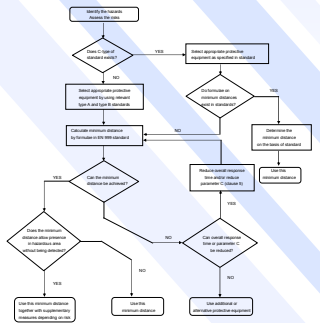 Identify the hazards
Assess the risks
Does C-type of
standard exists?
YES
Select appropriate protective
equipment as specified in standard
NO
Select appropriate protective
equipment by using relevant
type A and type B standards
Do formulae on
minimum distances
exist in standards?
YES
NO
Calculate minimum distance
by formulae in EN 999 standard
Determine the
minimum distance
on the basis of standard
Can the minimum
distance be achieved?
YES
Reduce overall response
time and/or reduce
parameter C (clause 5)
Use this
minimum distance
YES
Does the minimum
distance allow presence
in hazardous area
without being detected?
NO
Can overall response
time or parameter C
be reduced?
NO
YES
NO
Use this minimum distance
together with supplementary
measures depending on risk
Use this
minimum distance
Use additional or
alternative protective equipment